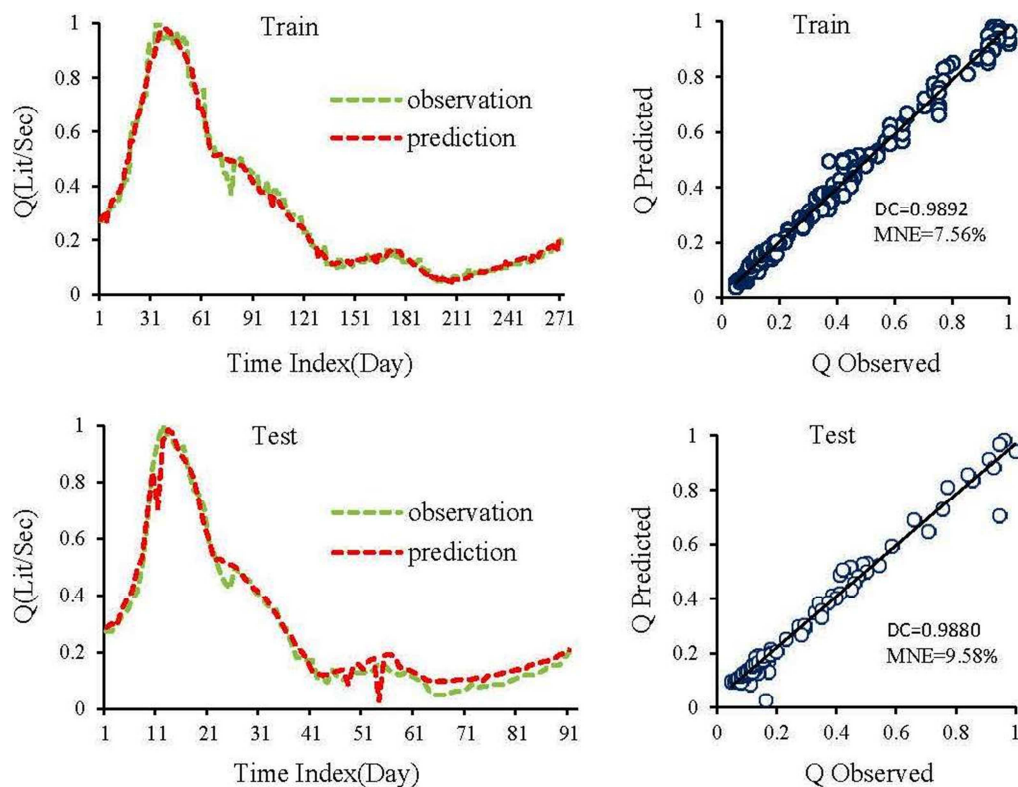 Train
Q(Lit/Sec)
1
0.8
0.6
0.4
0.2
0
observation
prediction
1 31 61 91 121 151 181 211 241 271
Time Index(Day)
Train
Q Predicted
1
0.8
0.6
0.4
0.2
0
DC=0.9892
MNE=7.56%
0 0.2 0.4 0.6 0.8 1
Q Observed
Test
Q(Lit/Sec)
1
0.8
0.6
0.4
0.2
0
observation
prediction
1 11 21 31 41 51 61 71 81 91
Time Index(Day)
Test
Q Predicted
1
0.8
0.6
0.4
0.2
0
DC=0.9880
MNE=9.58%
0 0.2 0.4 0.6 0.8 1
Q Observed